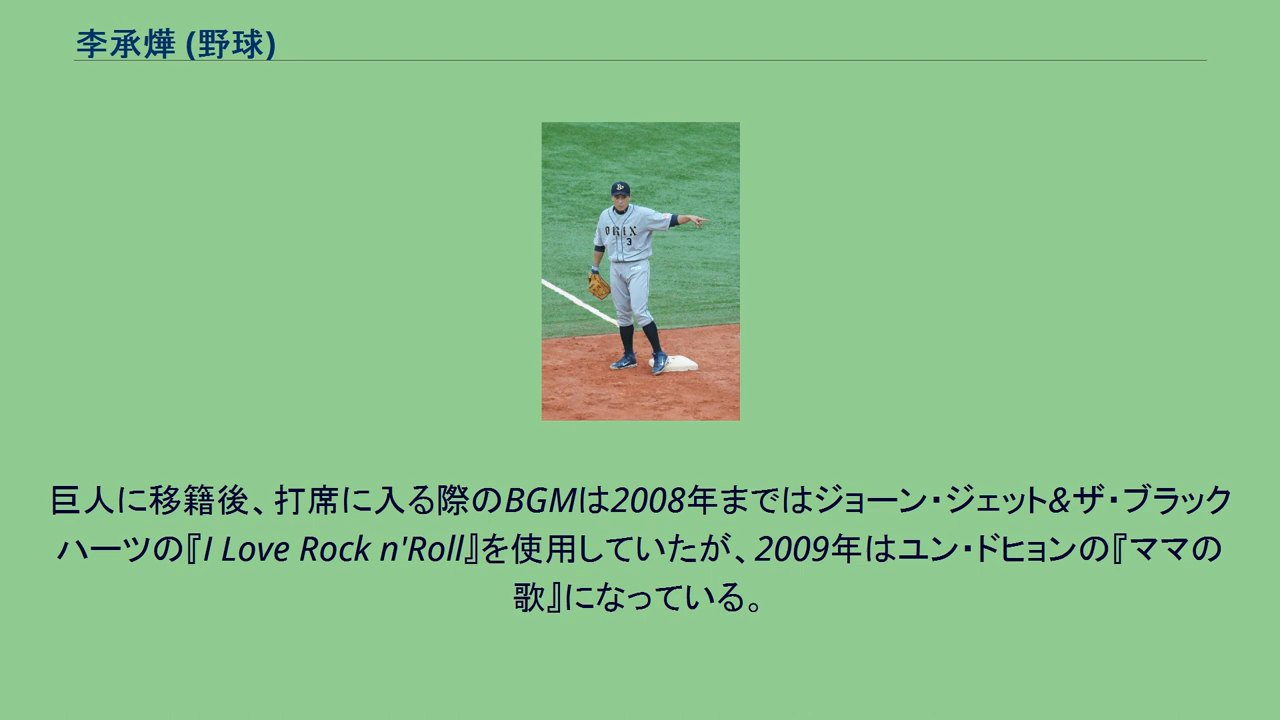 李承燁 (野球)
ORIX
3
巨人に移籍後、打席に入る際のBGMは2008年まではジョーン・ジェット&ザ・ブラック
ハーツの『I Love Rock n'Roll』を使用していたが、2009年はユン・ドヒョンの『ママの
歌』になっている。